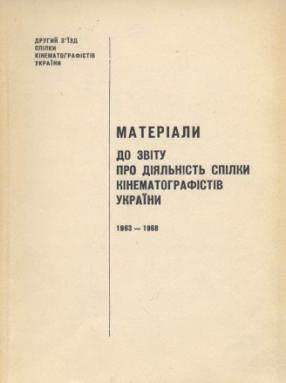 ДРУГИЙ З'ЇЗД
СПІЛКИ
КІНЕМАТОГРАФІСТІВ
УКРАЇНИ
МАТЕРІАЛИ
ДО ЗВІТУ
ПРО ДІЯЛЬНІСТЬ СПІЛКИ
КІНЕМАТОГРАФІСТІВ
УКРАЇНИ
1963 — 1968